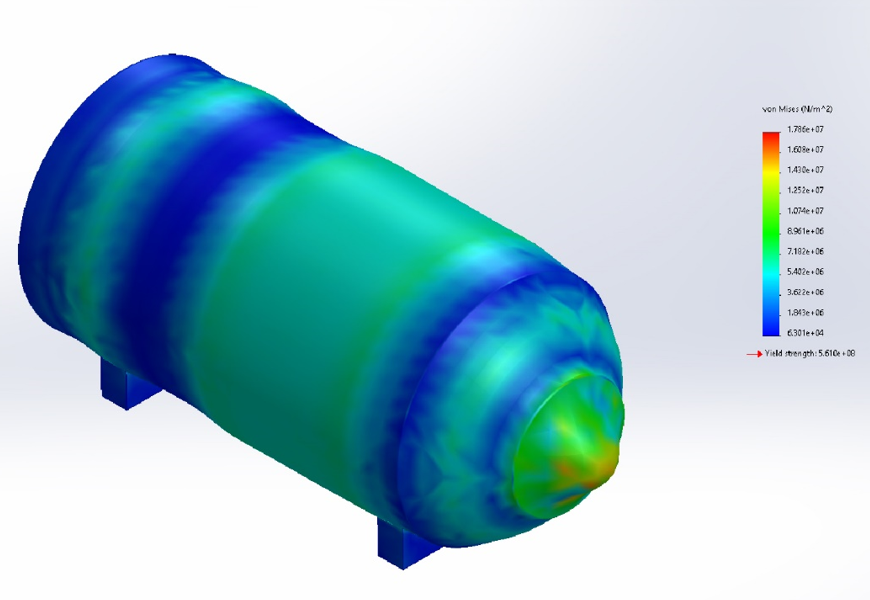 von Mises (N/m^2)
1.786e+07
1.608e+07
1.430e+07
1.252e+07
1.074e+07
8.961e+06
7.182e+06
5.402e+06
3.622e+06
1.843e+06
6.301e+04
Yield strength: 5.610e+08